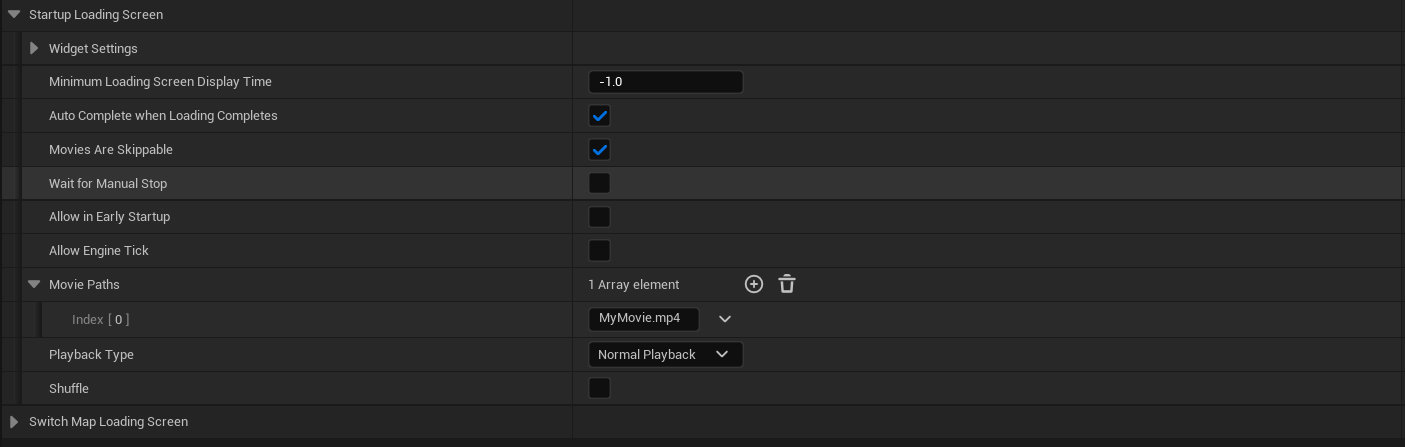 Startup Loading Screen
Widget Settings
Minimum Loading Screen Display Time -1.0
Auto Complete when Loading Completes
Movies Are Skippable
Wait for Manual Stop
Allow in Early Startup
Allow Engine Tick
Movie Paths 1 Array element
Index [ 0 ] MyMovie.mp4
Playback Type Normal Playback
Shuffle
Switch Map Loading Screen